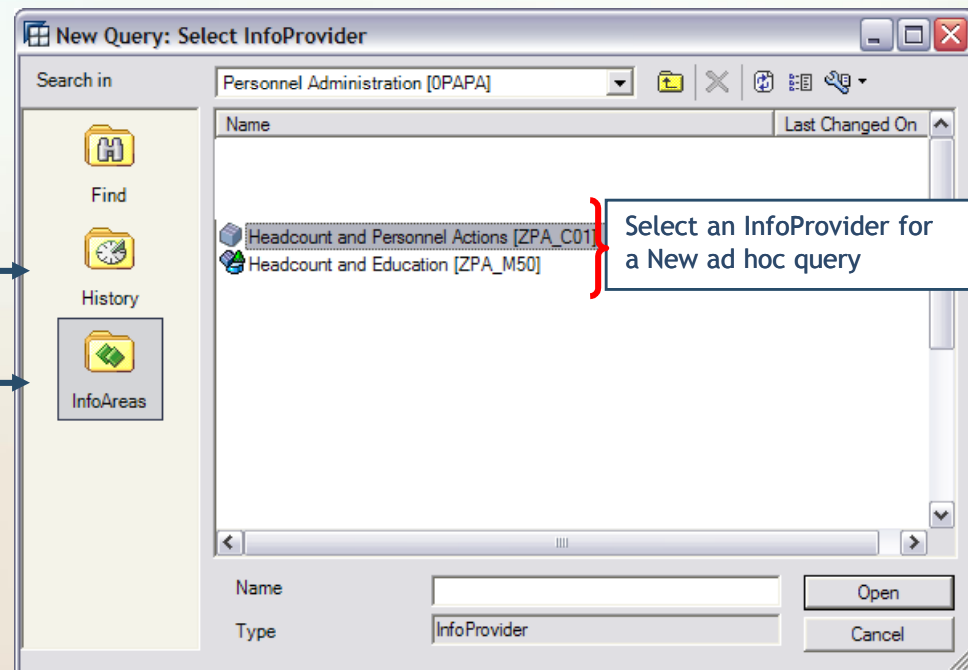 New Query: Select InfoProvider
Search in
Personnel Administration [0PAPA]
Name
Last Changed On
Find
Headcount and Personnel Actions [ZPA_C01]
Headcount and Education [ZPA_M50]
Select an InfoProvider for
a New ad hoc query
History
InfoAreas
Name
Open
Type
InfoProvider
Cancel